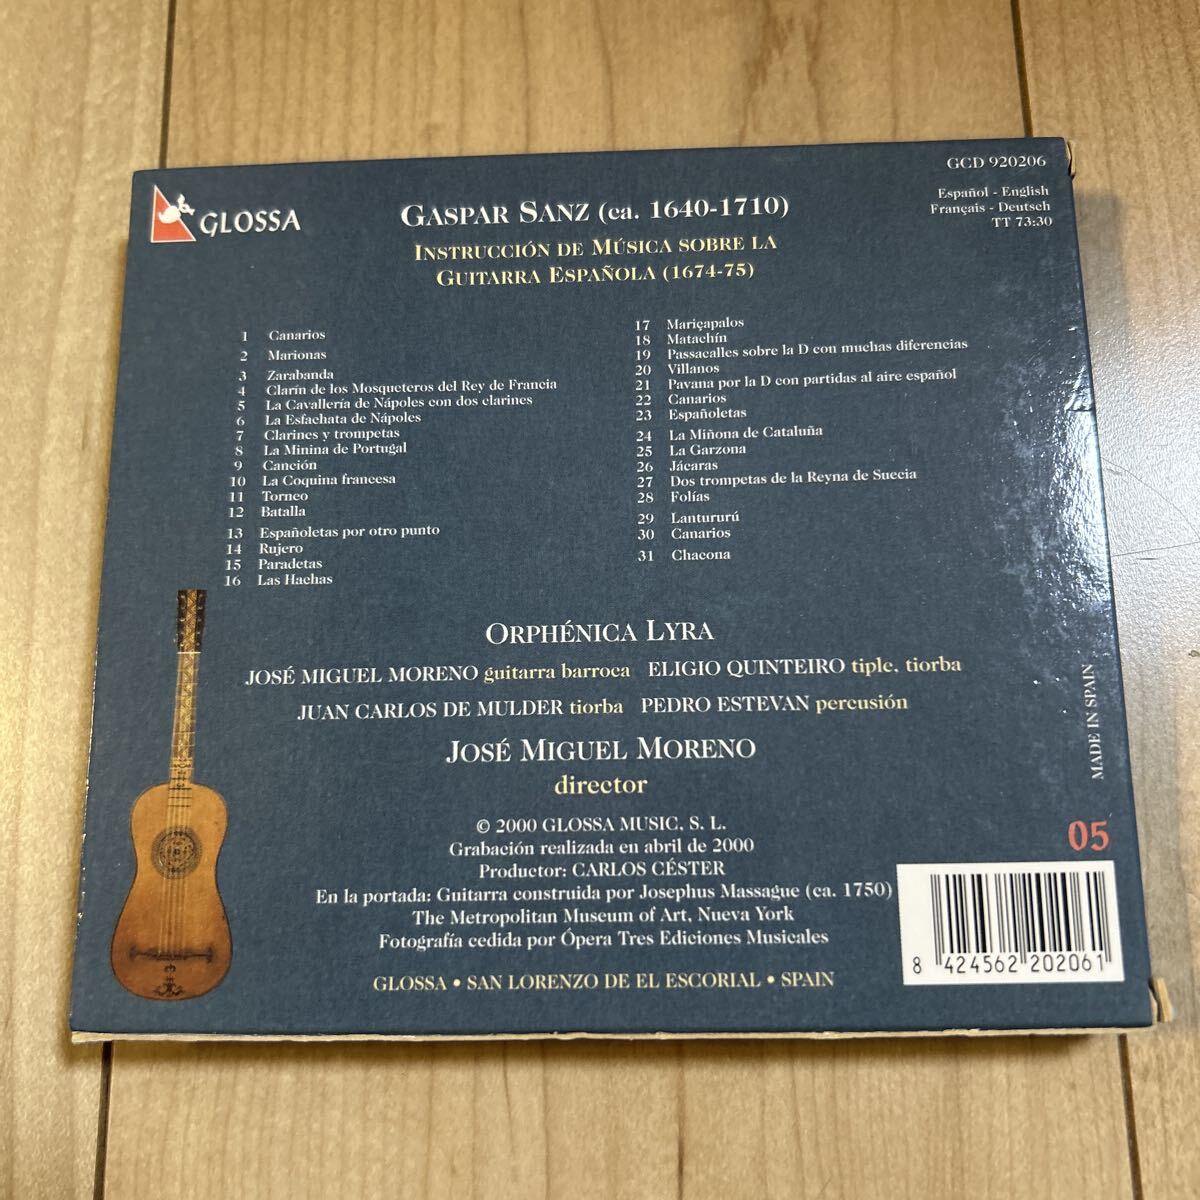 GCD 920206
GLOSSA
GASPAR SANZ (ca. 1640-1710)
Español - English
Français - Deutsch
TT 73:30
INSTRUCCIÓN DE MÚSICA SOBRE LA
GUITARRA ESPAÑOLA (1674-75)
1 Canarios
2 Marionas
3 Zarabanda
4 Clarín de los Mosqueteros del Rey de Francia
5 La Cavallería de Nápoles con dos clarines
6 La Esfachata de Nápoles
7 Clarines y trompetas
8 La Minina de Portugal
9 Canción
10 La Coquina francesa
11 Torneo
12 Batalla
13 Españoletas por otro punto
14 Rujero
15 Paradetas
16 Las Hachas
17 Mariçapalos
18 Matachín
19 Passacalles sobre la D con muchas diferencias
20 Villanos
21 Pavana por la D con partidas al aire español
22 Canarios
23 Españoletas
24 La Miñona de Cataluña
25 La Garzona
26 Jácaras
27 Dos trompetas de la Reyna de Suecia
28 Folías
29 Lantururú
30 Canarios
31 Chacona
ORPHÉNICA LYRA
JOSÉ MIGUEL MORENO guitarra barroca ELIGIO QUINTEIRO tiple, tiorba
JUAN CARLOS DE MULDER tiorba PEDRO ESTEVAN percusión
JOSÉ MIGUEL MORENO
director
© 2000 GLOSSA MUSIC, S. L.
Grabación realizada en abril de 2000
Productor: CARLOS CÉSTER
En la portada: Guitarra construida por Josephus Massague (ca. 1750)
The Metropolitan Museum of Art, Nueva York
Fotografía cedida por Ópera Tres Ediciones Musicales
GLOSSA • SAN LORENZO DE EL ESCORIAL • SPAIN
MADE IN SPAIN
05
8 424562 202061